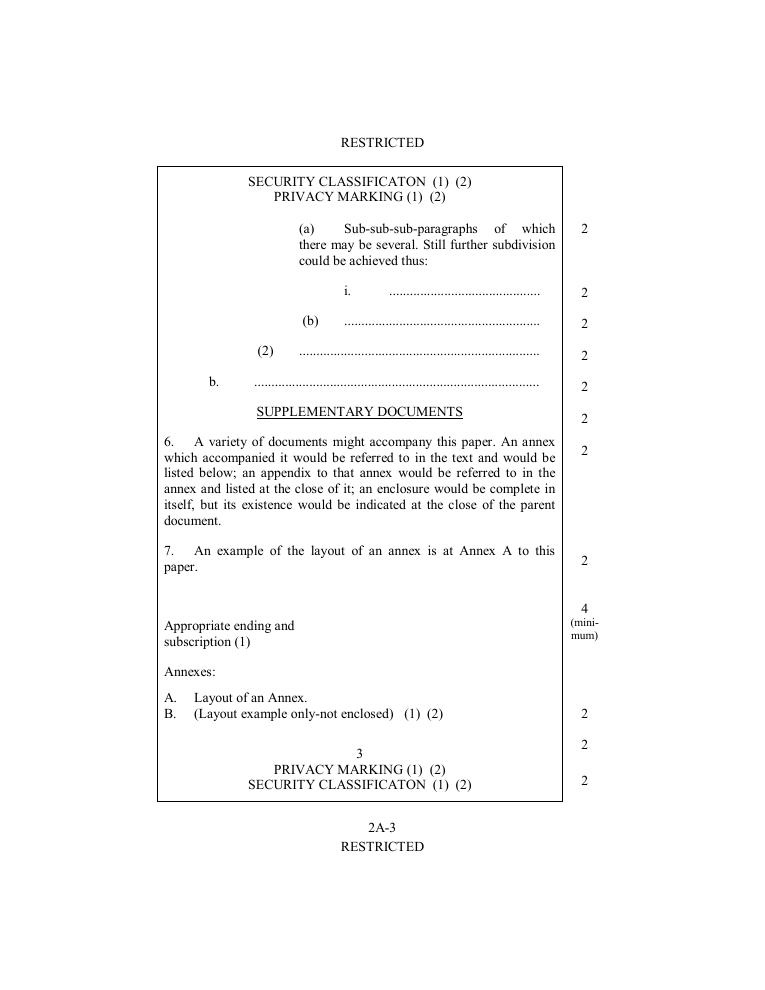 RESTRICTED
SECURITY CLASSIFICATON (1) (2)
PRIVACY MARKING (1) (2)
(a) Sub-sub-sub-paragraphs of which 2
there may be several. Still further subdivision
could be achieved thus:
i. ............................................ 2
(b) ......................................................... 2
(2) ...................................................................... 2
b. ................................................................................... 2
SUPPLEMENTARY DOCUMENTS 2
6. A variety of documents might accompany this paper. An annex 2
which accompanied it would be referred to in the text and would be
listed below; an appendix to that annex would be referred to in the
annex and listed at the close of it; an enclosure would be complete in
itself, but its existence would be indicated at the close of the parent
document.
7. An example of the layout of an annex is at Annex A to this 2
paper.
4
(mini-
mum)
Appropriate ending and
subscription (1)
Annexes:
A. Layout of an Annex.
B. (Layout example only-not enclosed) (1) (2) 2
3 2
PRIVACY MARKING (1) (2)
SECURITY CLASSIFICATON (1) (2) 2
2A-3
RESTRICTED